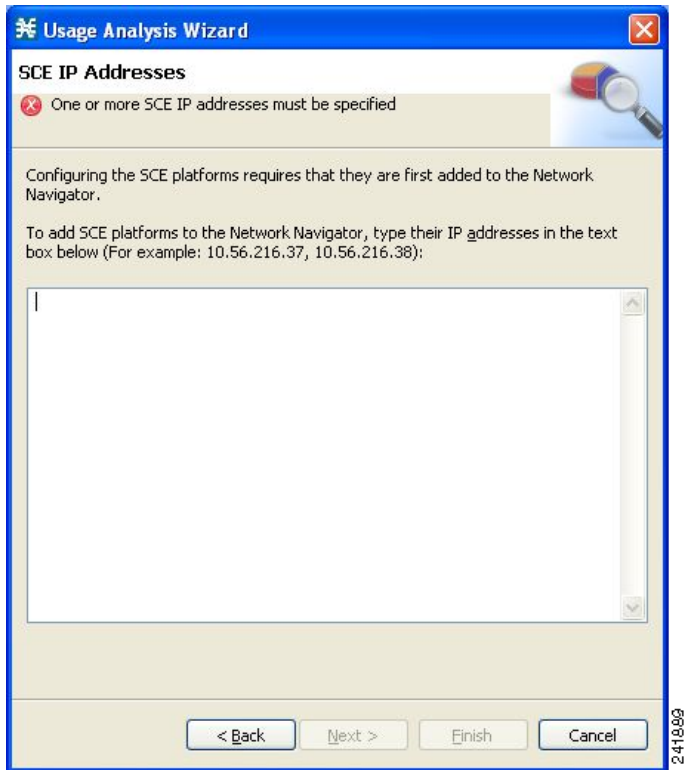 Usage Analysis Wizard
SCE IP Addresses
One or more SCE IP addresses must be specified
Configuring the SCE platforms requires that they are first added to the Network
Navigator.
To add SCE platforms to the Network Navigator, type their IP addresses in the text
box below (For example: 10.56.216.37, 10.56.216.38):
< Back
Next >
Finish
Cancel
241889